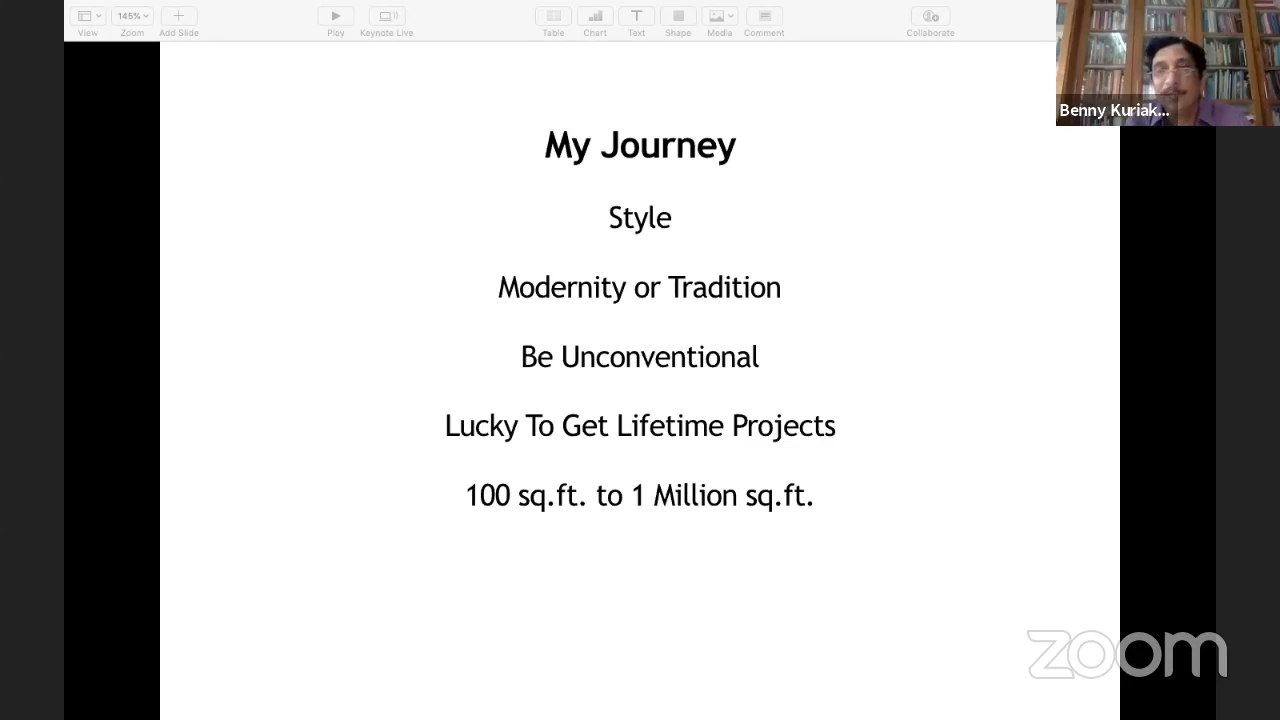 145%
View
Zoom
Add Slide
Play
Keynote Live
Table
Chart
Text
Shape
Media
Comment
Collaborate
Benny Kuriak...
My Journey
Style
Modernity or Tradition
Be Unconventional
Lucky To Get Lifetime Projects
100 sq.ft. to 1 Million sq.ft.
zoom